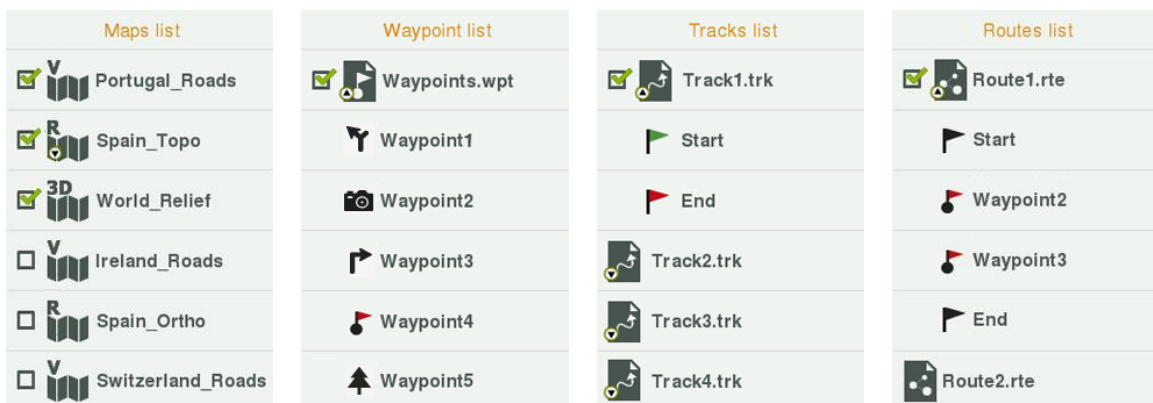 Maps list
V
Portugal_Roads
R
Spain_Topo
3D
World_Relief
V
Ireland_Roads
R
Spain_Ortho
V
Switzerland_Roads
Waypoint list
Waypoints.wpt
Waypoint1
Waypoint2
Waypoint3
Waypoint4
Waypoint5
Tracks list
Track1.trk
Start
End
Track2.trk
Track3.trk
Track4.trk
Routes list
Route1.rte
Start
Waypoint2
Waypoint3
End
Route2.rte